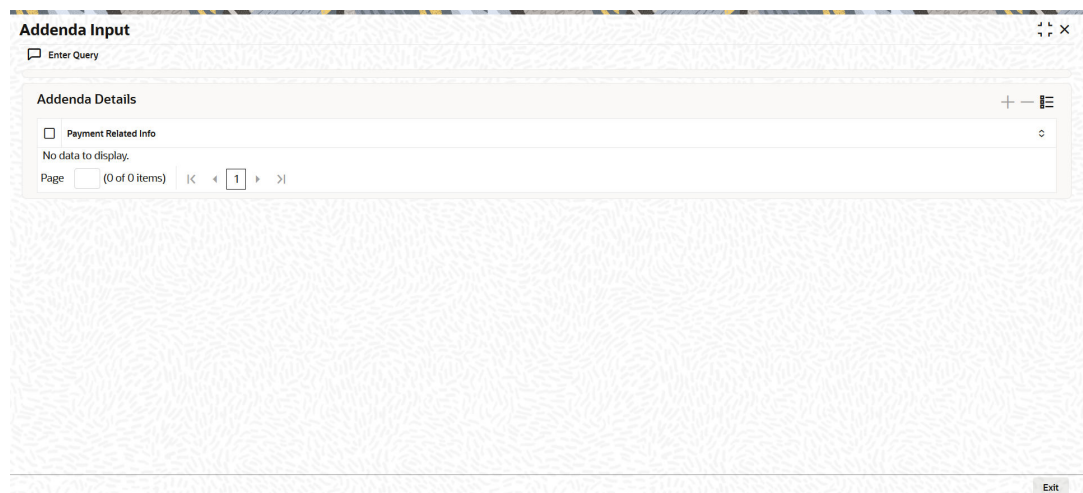 Addenda Input
Enter Query
Addenda Details
Payment Related Info
No data to display.
Page (0 of 0 items) 1
Exit